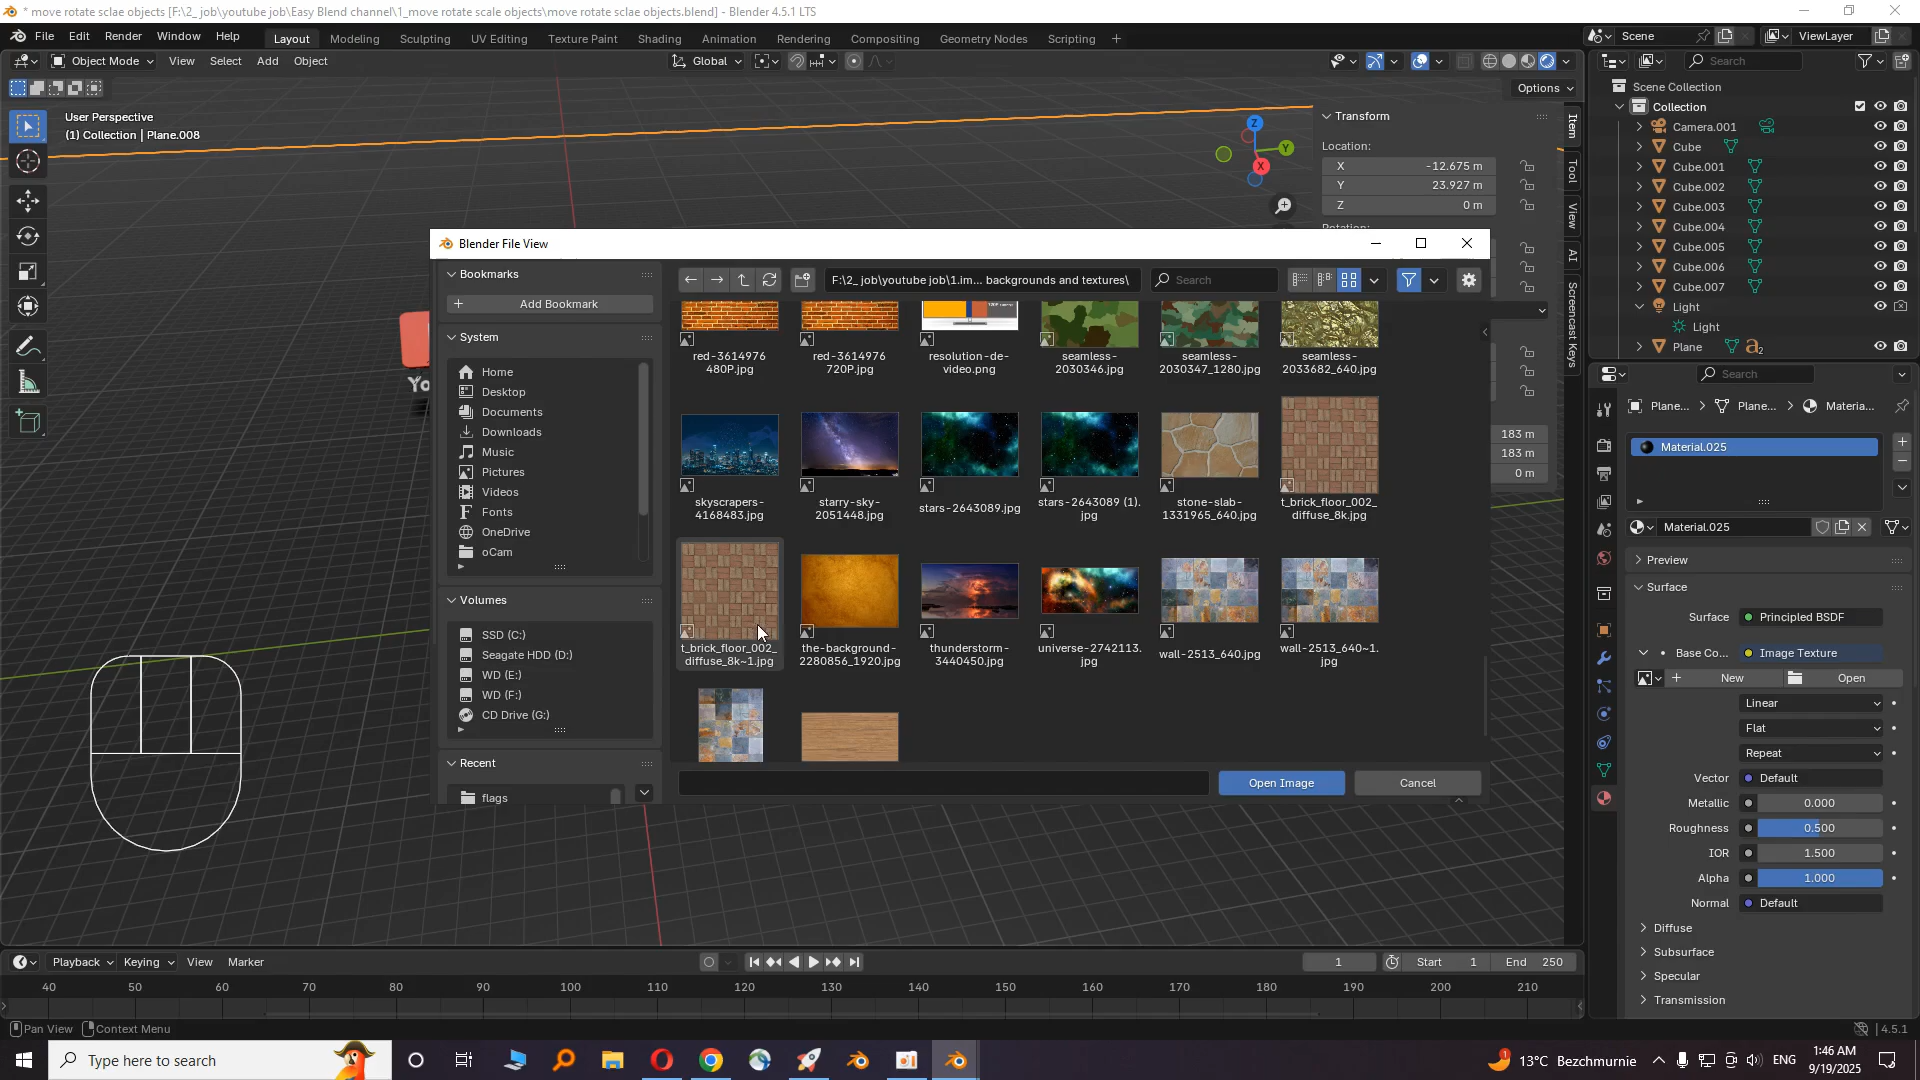 * move rotate sclae objects [F:\2_ job\youtube job\Easy Blend channel\1_move rotate scale objects\move rotate sclae objects.blend] - Blender 4.5.1 LTS
File Edit Render Window Help
Layout Modeling Sculpting UV Editing Texture Paint Shading Animation Rendering Compositing Geometry Nodes Scripting
Scene
ViewLayer
Object Mode View Select Add Object
Global
Search
Options
User Perspective
(1) Collection | Plane.008
Z
Y
X
Transform
Location:
X -12.675 m
Y 23.927 m
Z 0 m
Item
Tool
View
AI
Screencast Keys
183 m
183 m
0 m
Yo
Scene Collection
Collection
Camera.001
Cube
Cube.001
Cube.002
Cube.003
Cube.004
Cube.005
Cube.006
Cube.007
Light
Light
Plane
2
Blender File View
Bookmarks
Add Bookmark
System
Home
Desktop
Documents
Downloads
Music
Pictures
Videos
Fonts
OneDrive
oCam
Volumes
SSD (C:)
Seagate HDD (D:)
WD (E:)
WD (F:)
CD Drive (G:)
Recent
flags
F:\2_ job\youtube job\1.im... backgrounds and textures\
Search
red-3614976 480P.jpg
red-3614976 720P.jpg
resolution-de-video.png
seamless-2030346.jpg
seamless-2030347_1280.jpg
seamless-2033682_640.jpg
skyscrapers-4168483.jpg
starry-sky-2051448.jpg
stars-2643089.jpg
stars-2643089 (1).jpg
stone-slab-1331965_640.jpg
t_brick_floor_002_diffuse_8k.jpg
t_brick_floor_002_diffuse_8k~1.jpg
the-background-2280856_1920.jpg
thunderstorm-3440450.jpg
universe-2742113.jpg
wall-2513_640.jpg
wall-2513_640~1.jpg
Open Image
Cancel
Search
Plane...
Plane...
Materia...
Material.025
Material.025
Preview
Surface
Surface Principled BSDF
Base Co... Image Texture
New
Open
Linear
Flat
Repeat
Vector Default
Metallic 0.000
Roughness 0.500
IOR 1.500
Alpha 1.000
Normal Default
Diffuse
Subsurface
Specular
Transmission
Playback Keying View Marker
1
Start 1
End 250
40 50 60 70 80 90 100 110 120 130 140 150 160 170 180 190 200 210
Pan View
Context Menu
4.5.1
Type here to search
1
13°C Bezchmurnie
ENG
1:46 AM
9/19/2025